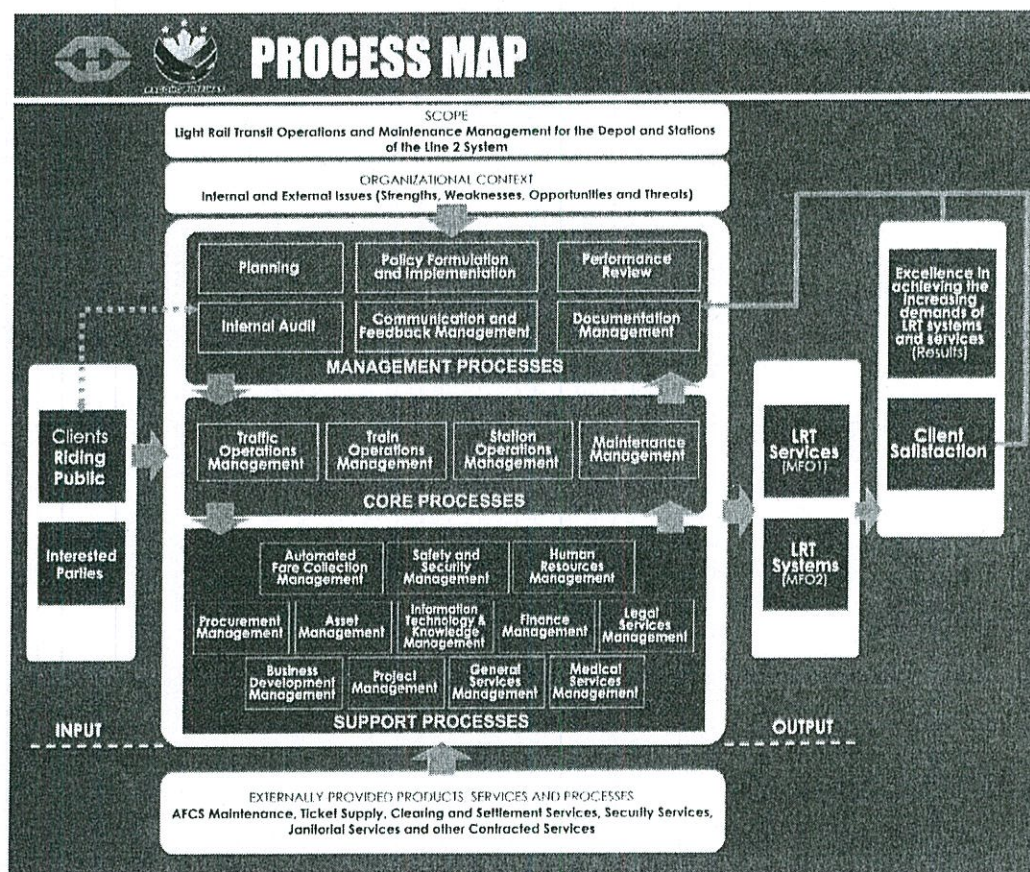 PROCESS MAP
SCOPE
Light Rail Transit Operations and Maintenance Management for the Depot and Stations
of the Line 2 System
ORGANIZATIONAL CONTEXT
Internal and External Issues (Strengths, Weaknesses, Opportunities and Threats)
Planning
Policy Formulation
and Implementation
Performance
Review
Internal Audit
Communication and
Feedback Management
Documentation
Management
MANAGEMENT PROCESSES
Clients
Riding
Public
Interested
Parties
INPUT
Traffic
Operations
Management
Train
Operations
Management
Station
Operations
Management
Maintenance
Management
CORE PROCESSES
Automated
Fare Collection
Management
Safety and
Security
Management
Human
Resources
Management
Procurement
Management
Asset
Management
Information
Technology &
Knowledge
Management
Finance
Management
Legal
Services
Management
Business
Development
Management
Project
Management
General
Services
Management
Medical
Services
Management
SUPPORT PROCESSES
LRT
Services
(MFO1)
LRT
Systems
(MFO2)
OUTPUT
Excellence in
achieving the
increasing
demands of
LRT systems
and services
(Results)
Client
Satisfaction
EXTERNALLY PROVIDED PRODUCTS SERVICES AND PROCESSES
AFCS Maintenance, Ticket Supply, Clearing and Settlement Services, Security Services,
Janitorial Services and other Contracted Services